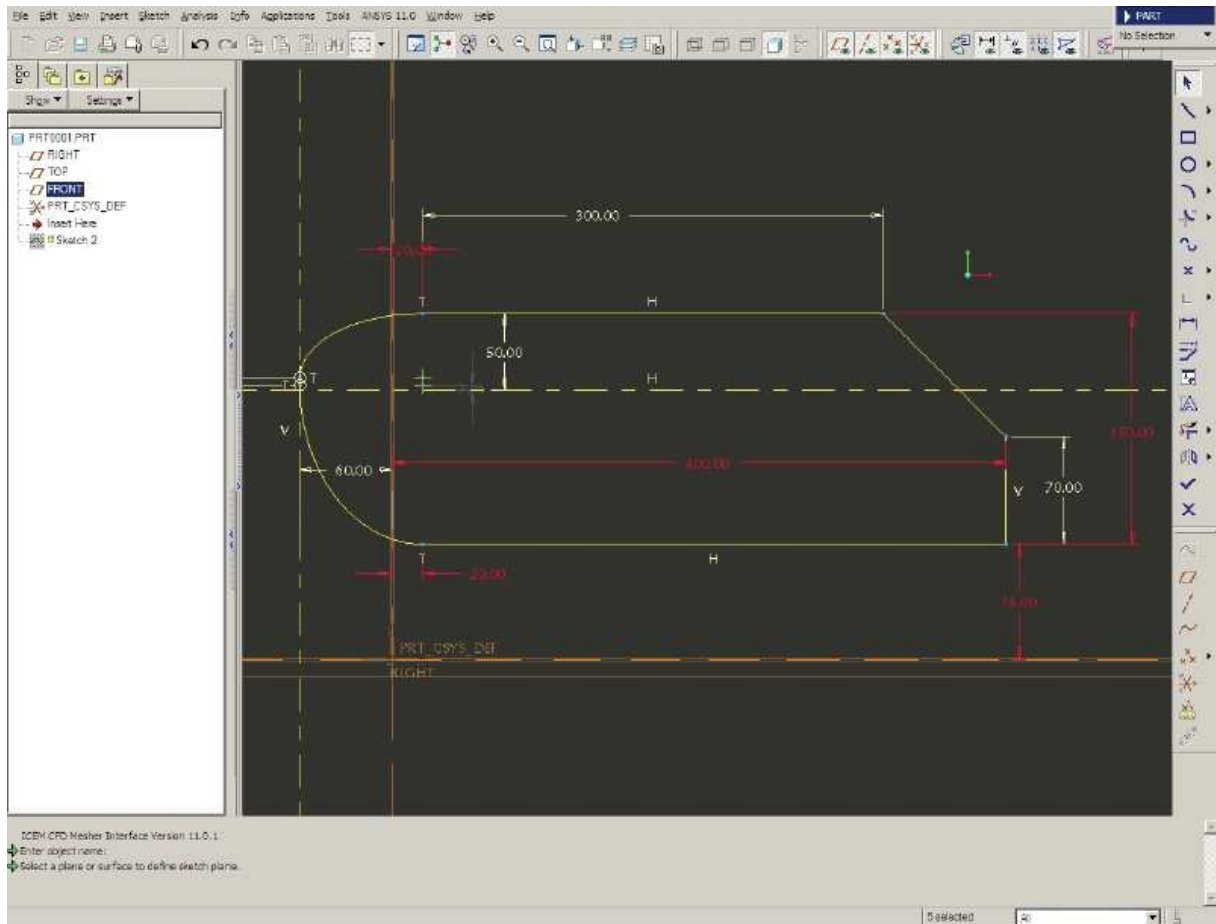 File Edit View Insert Sketch Analysis Info Applications Tools ANSYS 11.0 Window Help
PART
No Selection
Show Settings
PRT0001.PRT
RIGHT
TOP
FRONT
PRT_CSYS_DEF
Insert Here
Sketch 2
300.00
T
H
50.00
H
T
T
V
60.00
400.00
V
70.00
T
20.00
H
PRT_CSYS_DEF
RIGHT
ICEM-CFD Mesher Interface Version 11.0.1
Enter object name:
Select a plane or surface to define sketch plane.
5 selected